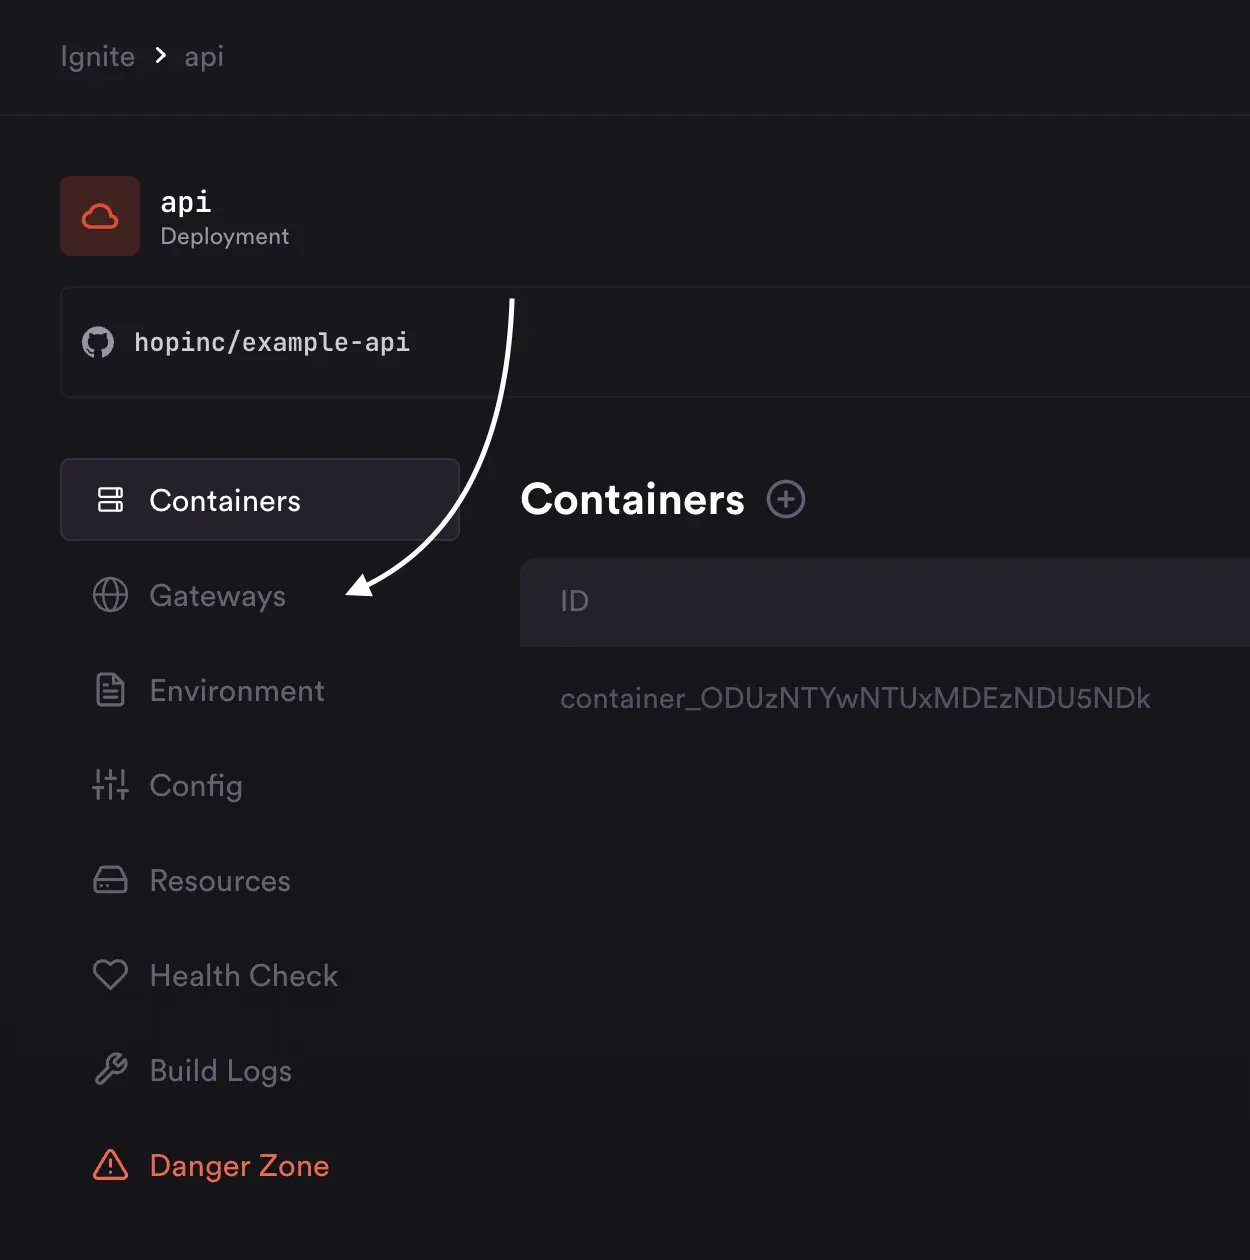 Ignite > api
api
Deployment
hopinc/example-api
Containers
Gateways
Environment
Config
Resources
Health Check
Build Logs
Danger Zone
Containers
ID
container_ODUzNTYwNTUxMDEzNDU5NDk